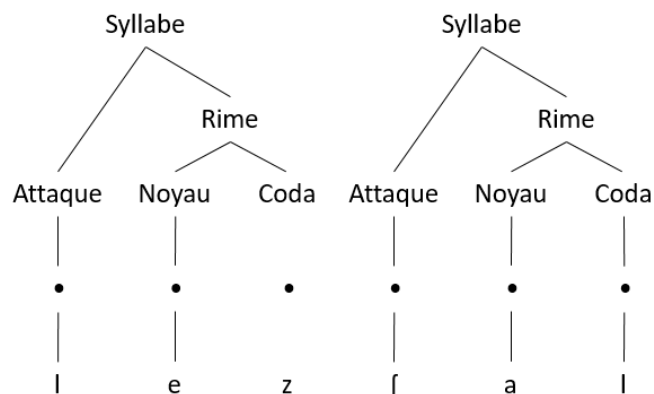 Syllabe Syllabe
Rime Rime
Attaque Noyau Coda Attaque Noyau Coda
l e z ʃ a l